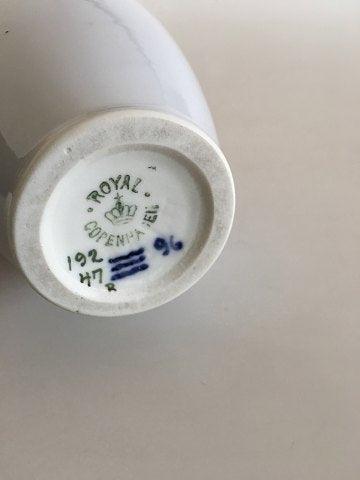 ROYAL
COPENHAGEN
192
47
B
96